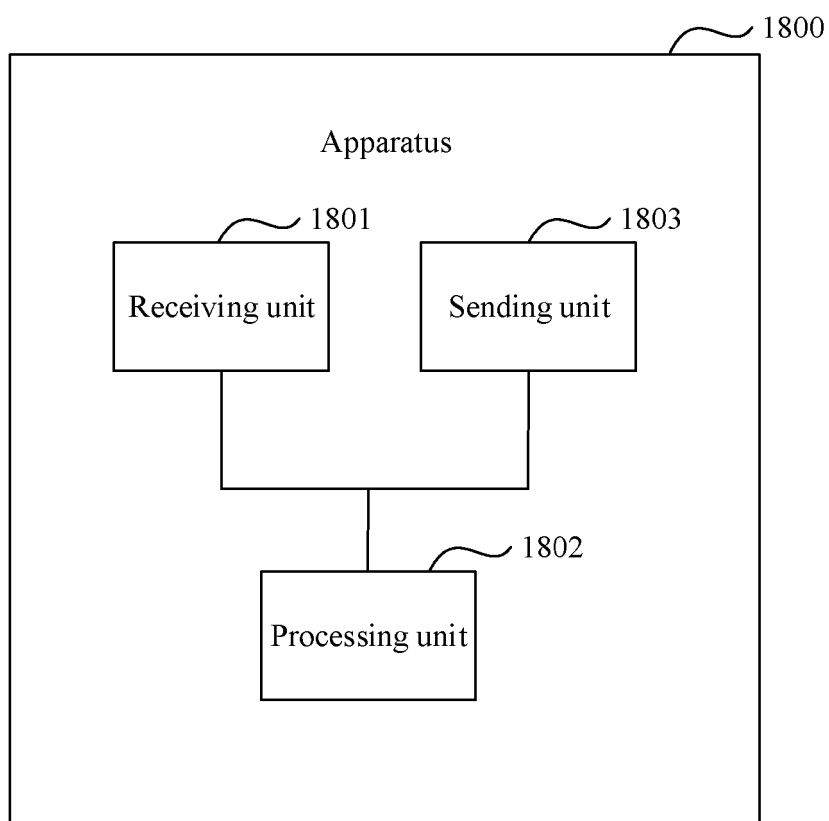 1800
Apparatus
1801
1803
Receiving unit
Sending unit
1802
Processing unit